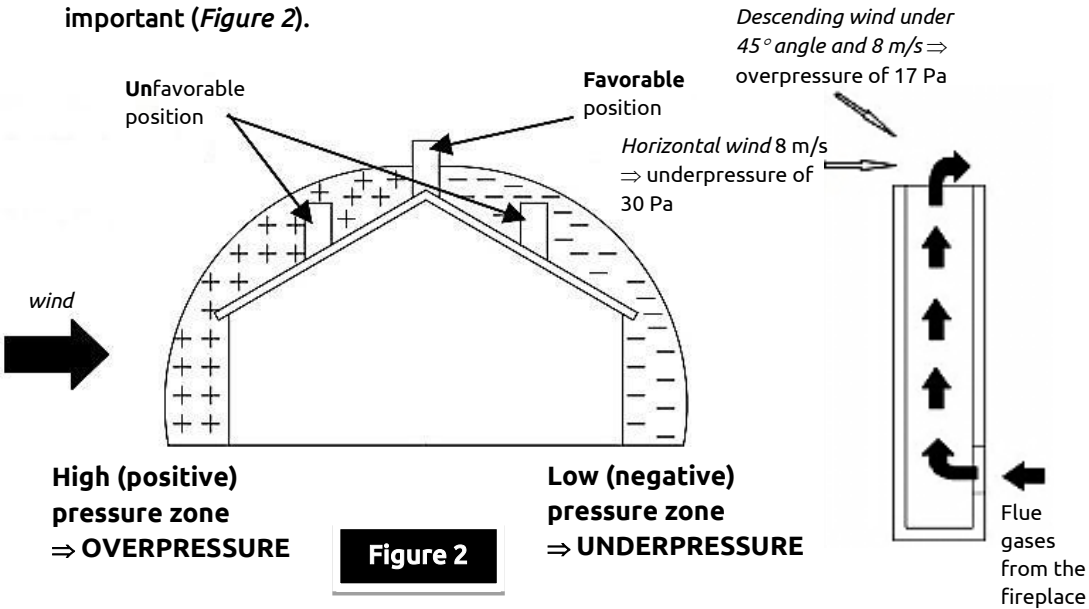 important (Figure 2).
Unfavorable
position
Favorable
position
Descending wind under
45° angle and 8 m/s ⇒
overpressure of 17 Pa
Horizontal wind 8 m/s
⇒ underpressure of
30 Pa
wind
High (positive)
pressure zone
⇒ OVERPRESSURE
Figure 2
Low (negative)
pressure zone
⇒ UNDERPRESSURE
Flue
gases
from the
fireplace